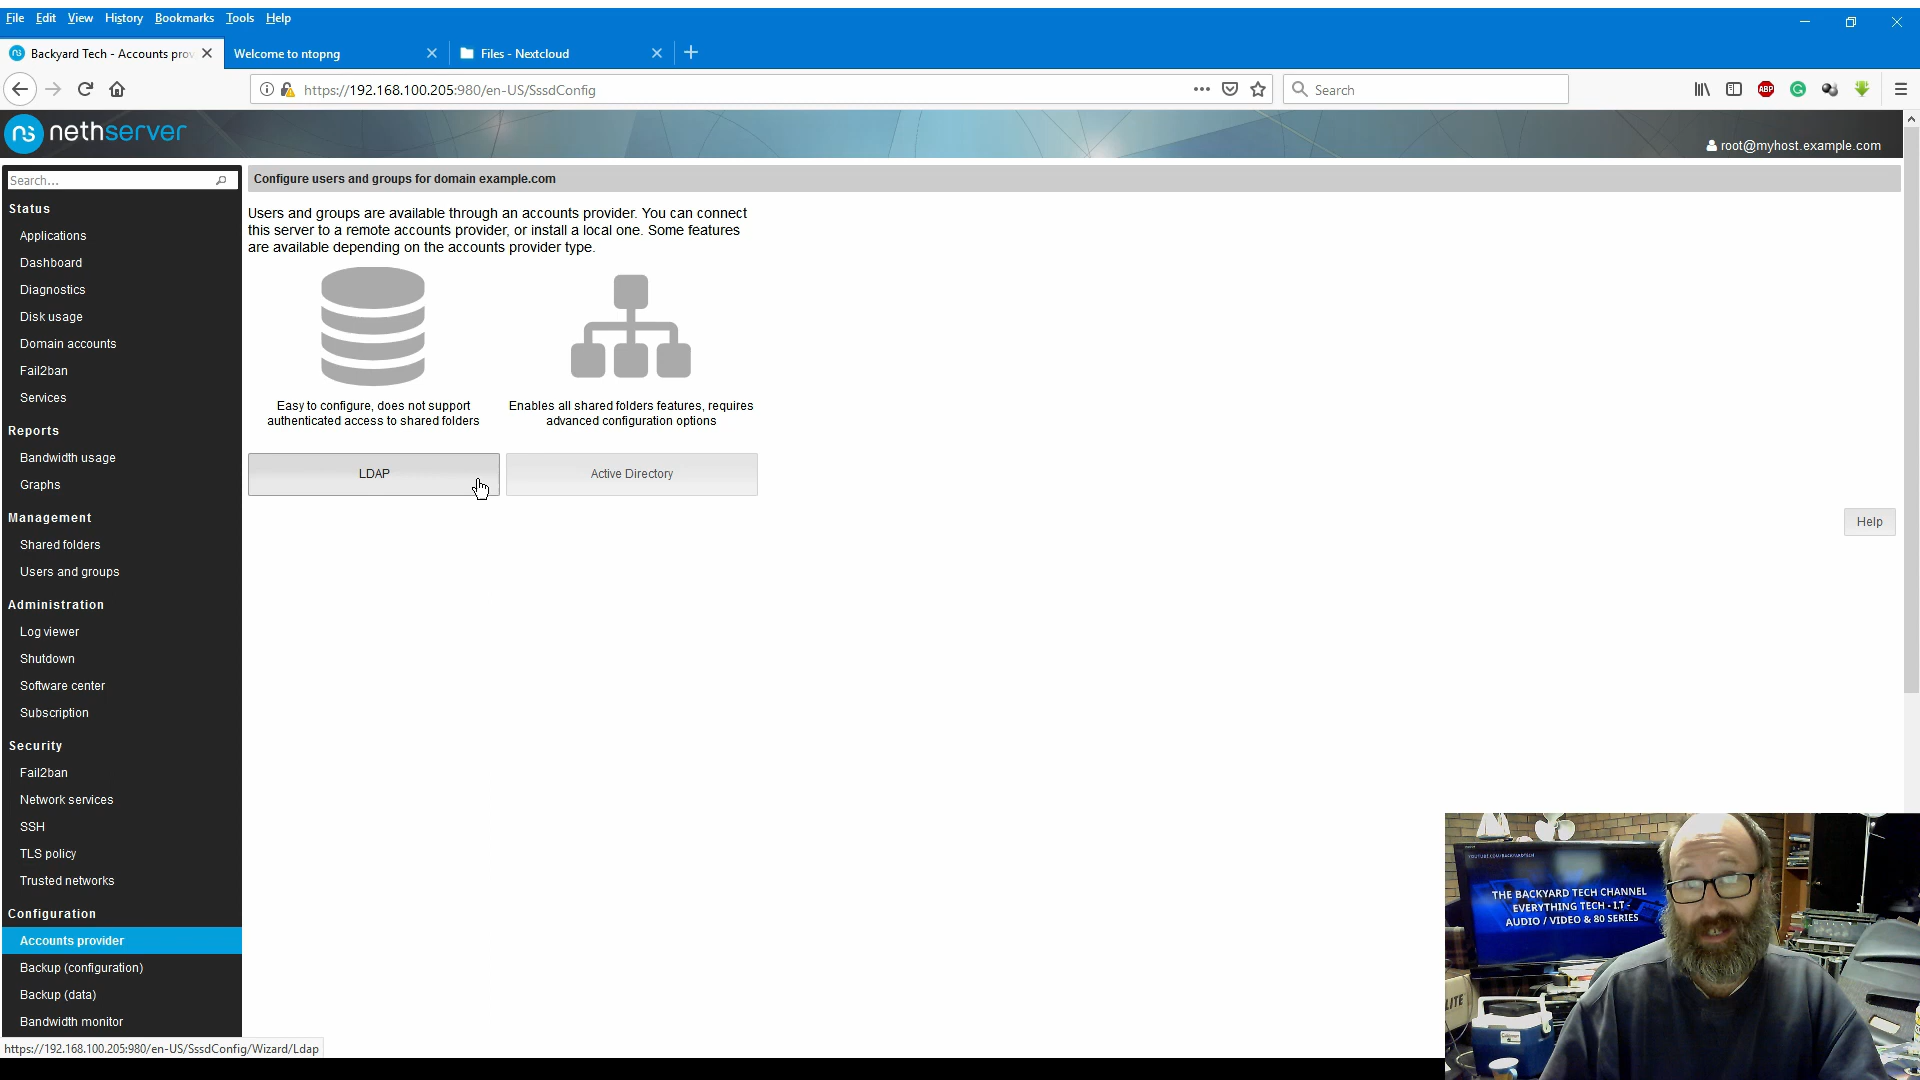 File Edit View History Bookmarks Tools Help
Backyard Tech - Accounts prov
Welcome to ntopng
Files - Nextcloud
https://192.168.100.205:980/en-US/SssdConfig
Search
ABP
nethserver
root@myhost.example.com
Search...
Status
Applications
Dashboard
Diagnostics
Disk usage
Domain accounts
Fail2ban
Services
Reports
Bandwidth usage
Graphs
Management
Shared folders
Users and groups
Administration
Log viewer
Shutdown
Software center
Subscription
Security
Fail2ban
Network services
SSH
TLS policy
Trusted networks
Configuration
Accounts provider
Backup (configuration)
Backup (data)
Bandwidth monitor
https://192.168.100.205:980/en-US/SssdConfig/Wizard/Ldap
Configure users and groups for domain example.com
Users and groups are available through an accounts provider. You can connect
this server to a remote accounts provider, or install a local one. Some features
are available depending on the accounts provider type.
Easy to configure, does not support
authenticated access to shared folders
Enables all shared folders features, requires
advanced configuration options
LDAP
Active Directory
Help
YOUTUBE.COM/BACKYARDTECH
THE BACKYARD TECH CHANNEL
EVERYTHING TECH - I.T -
AUDIO / VIDEO & 80 SERIES